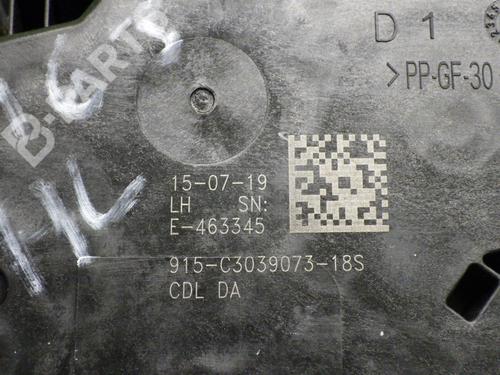 D 1
>PP-GF-30
B-PARTS
15-07-19
LH SN:
E-463345
915-C3039073-18S
CDL DA